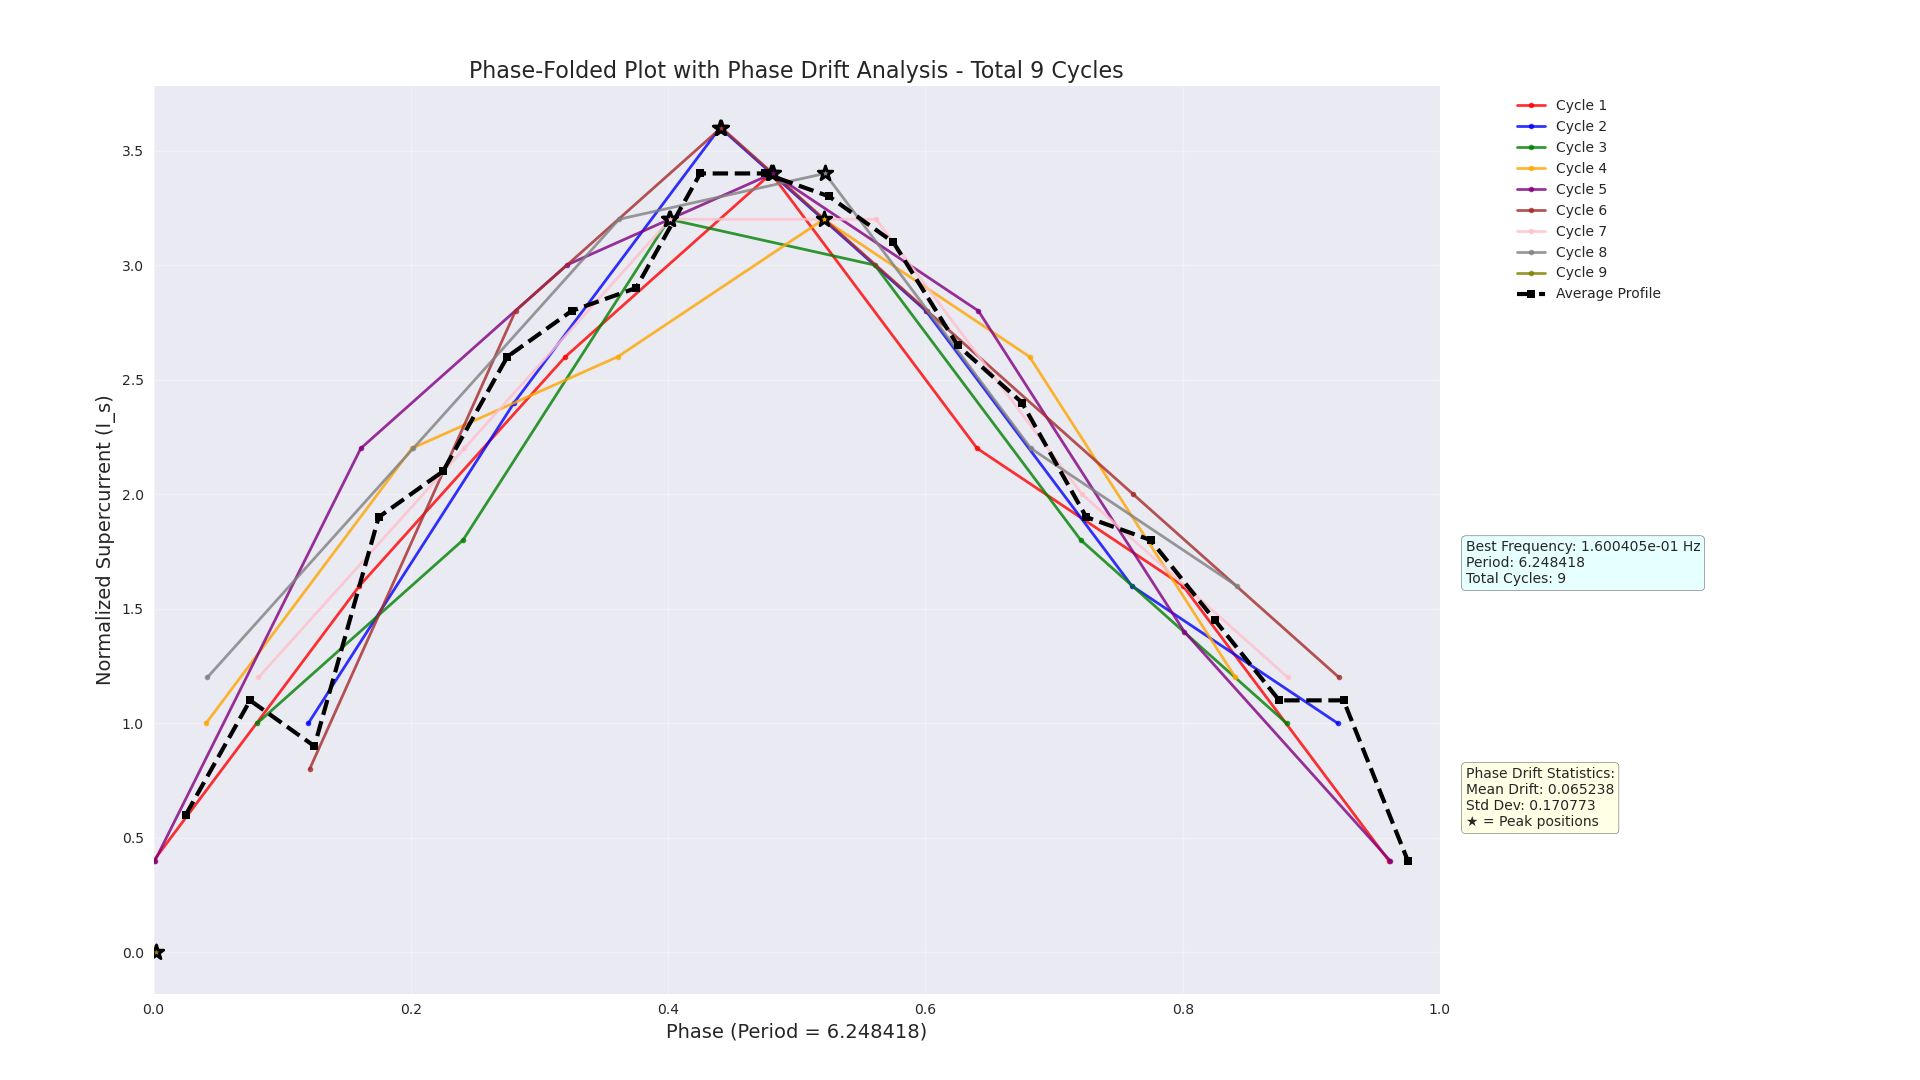 Phase-Folded Plot with Phase Drift Analysis - Total 9 Cycles
Normalized Supercurrent (I_s)
3.5
3.0
2.5
2.0
1.5
1.0
0.5
0.0
0.0
0.2
0.4
0.6
0.8
1.0
Phase (Period = 6.248418)
Cycle 1
Cycle 2
Cycle 3
Cycle 4
Cycle 5
Cycle 6
Cycle 7
Cycle 8
Cycle 9
Average Profile
Best Frequency: 1.600405e-01 Hz
Period: 6.248418
Total Cycles: 9
Phase Drift Statistics:
Mean Drift: 0.065238
Std Dev: 0.170773
★ = Peak positions